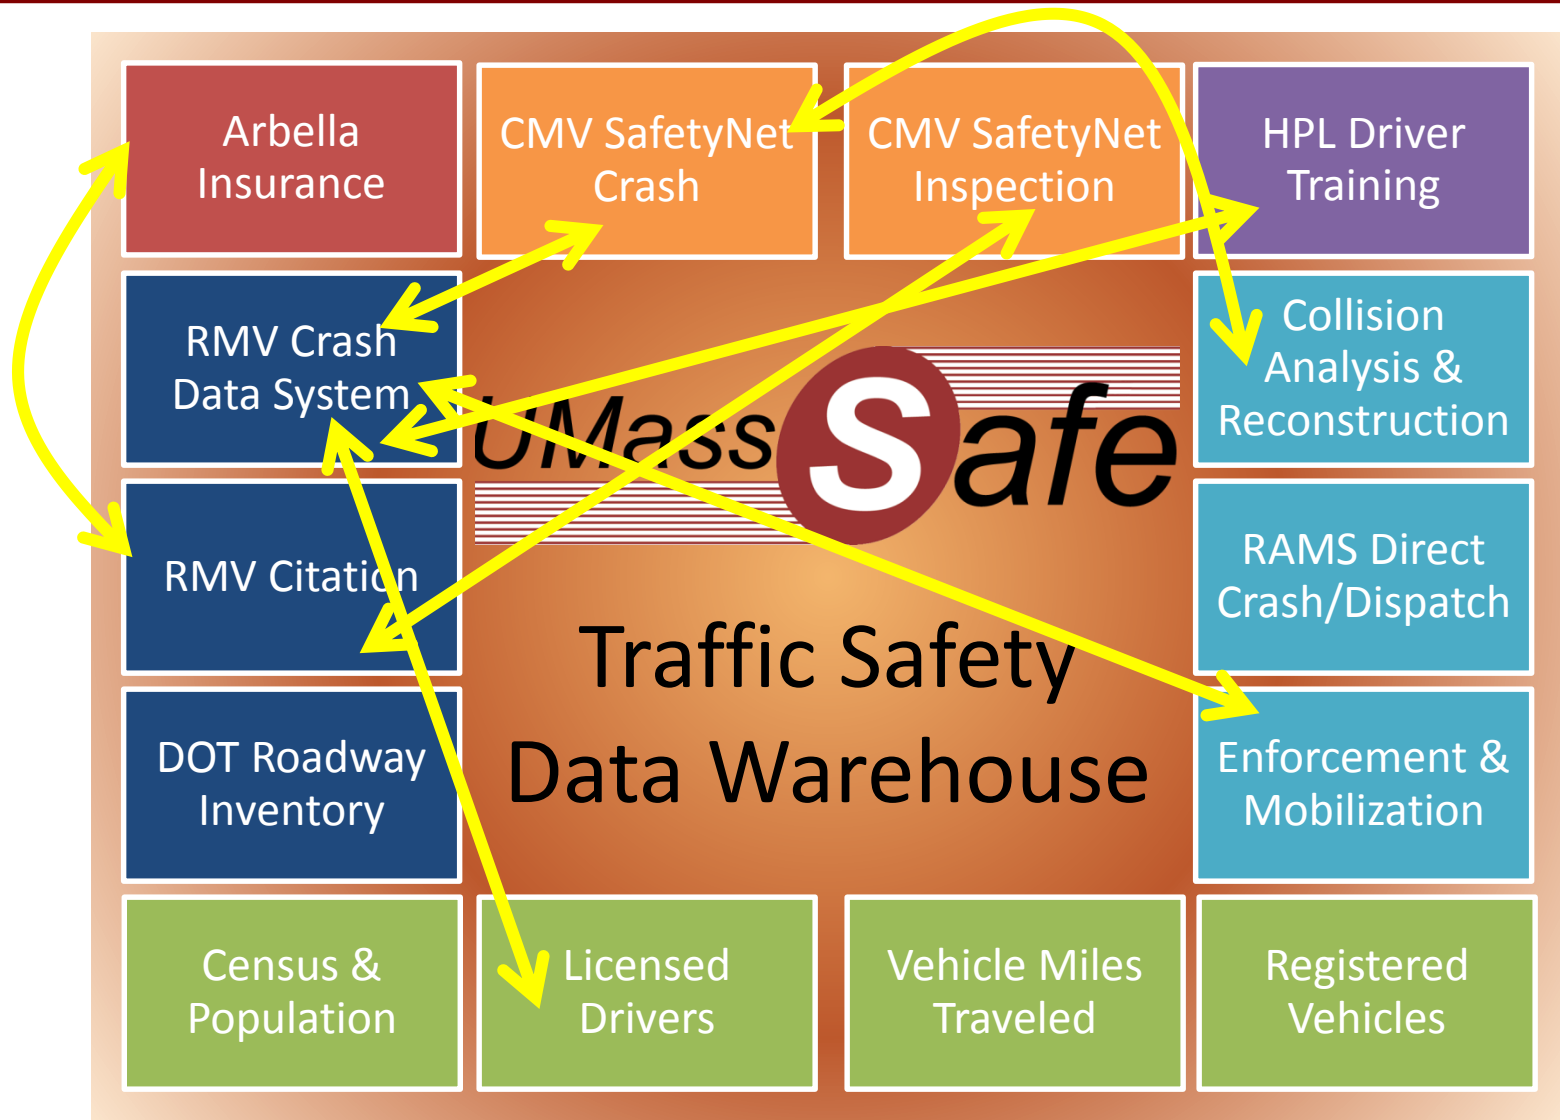 Arbella
Insurance
CMV SafetyNet
Crash
CMV SafetyNet
Inspection
HPL Driver
Training
RMV Crash
Data System
Collision
Analysis &
Reconstruction
UMassSafe
RMV Citation
RAMS Direct
Crash/Dispatch
Traffic Safety
Data Warehouse
DOT Roadway
Inventory
Enforcement &
Mobilization
Census &
Population
Licensed
Drivers
Vehicle Miles
Traveled
Registered
Vehicles